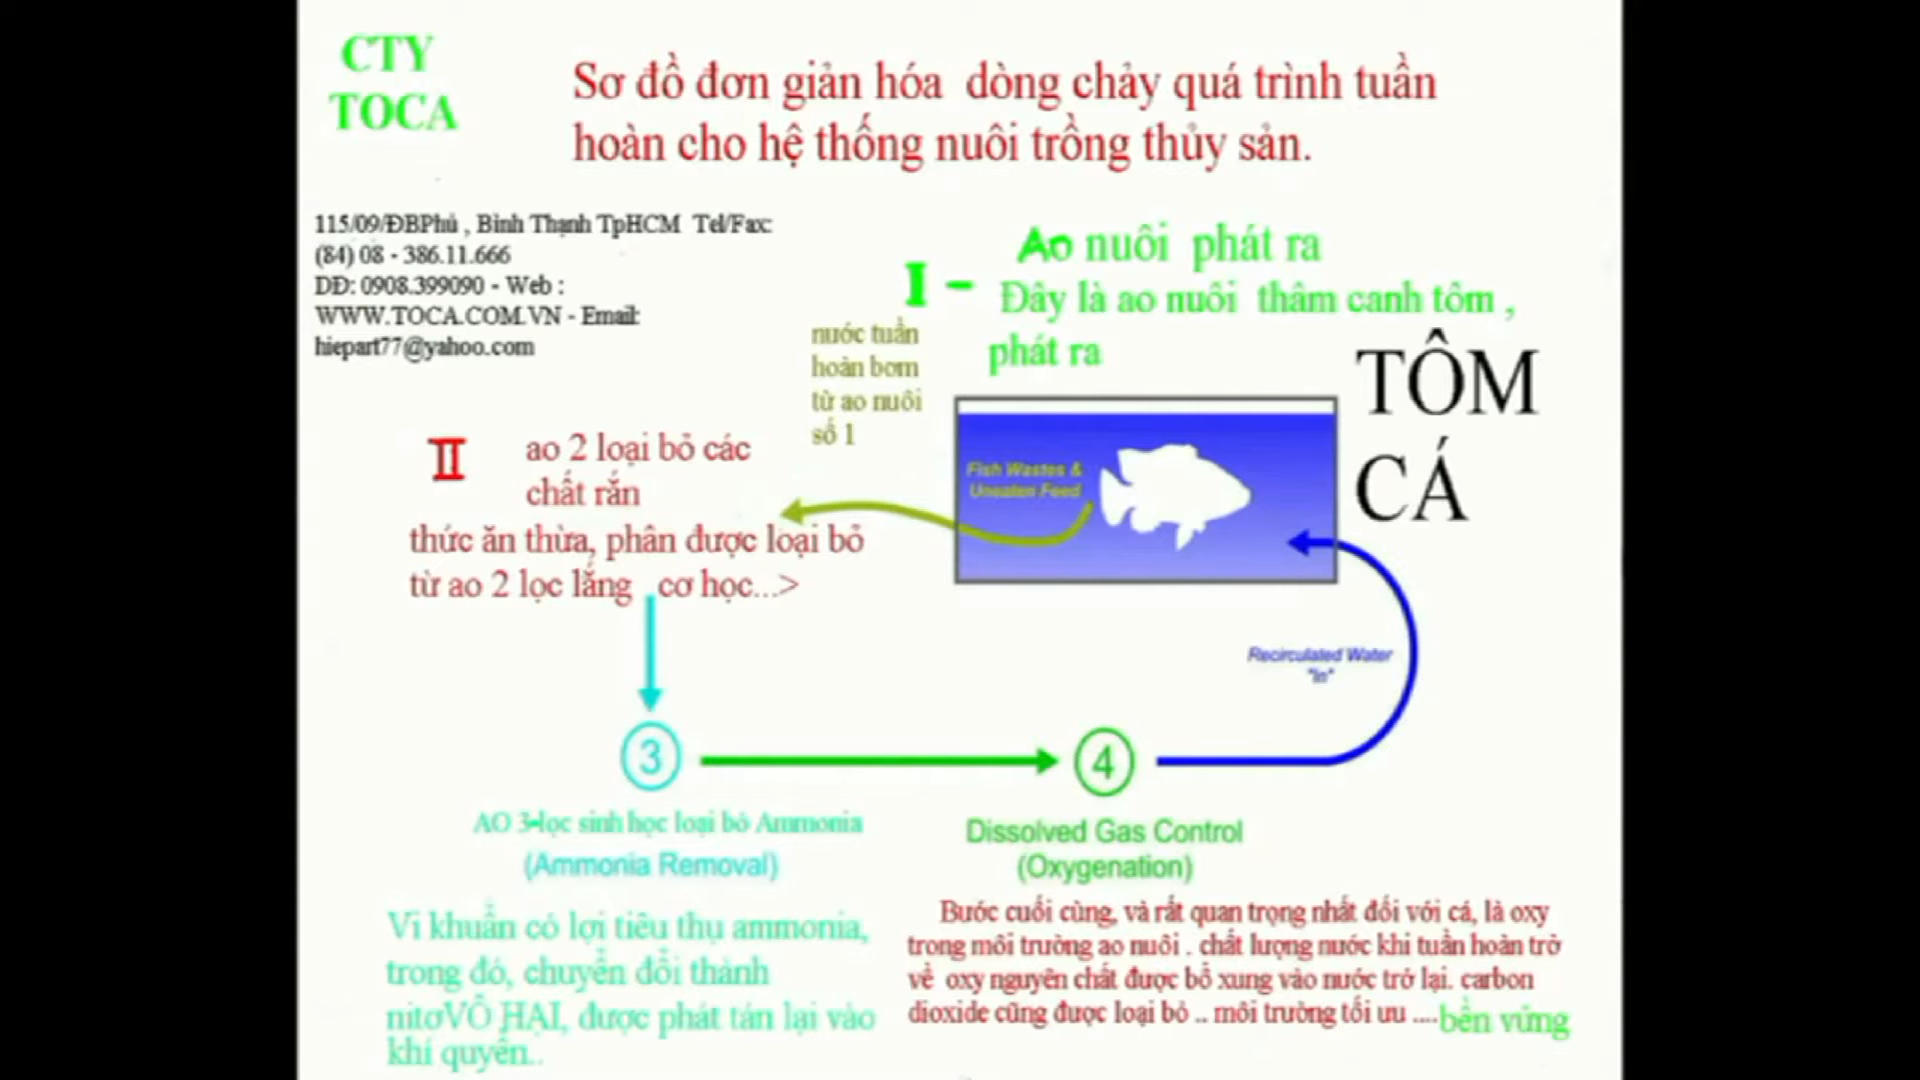 CTY
TOCA
Sơ đồ đơn giản hóa dòng chảy quá trình tuần
hoàn cho hệ thống nuôi trồng thủy sản.
115/09/ĐBPhủ , Bình Thạnh TpHCM Tel/Fax:
(84) 08 - 386.11.666
DĐ: 0908.399090 - Web :
WWW.TOCA.COM.VN - Email:
hiepart77@yahoo.com
I - Ao nuôi phát ra
Đây là ao nuôi thâm canh tôm ,
phát ra
nước tuần
hoàn bơm
từ ao nuôi
số 1
TÔM
CÁ
Fish Wastes &
Uneaten Feed
II ao 2 loại bỏ các
chất rắn
thức ăn thừa, phân được loại bỏ
từ ao 2 lọc lắng cơ học...>
Recirculated Water
"In"
3
4
AO 3-lọc sinh học loại bỏ Ammonia
(Ammonia Removal)
Vi khuẩn có lợi tiêu thụ ammonia,
trong đó, chuyển đổi thành
nitơVÔ HẠI, được phát tán lại vào
khí quyển..
Dissolved Gas Control
(Oxygenation)
Bước cuối cùng, và rất quan trọng nhất đối với cá, là oxy
trong môi trường ao nuôi . chất lượng nước khi tuần hoàn trở
về oxy nguyên chất được bổ xung vào nước trở lại. carbon
dioxide cũng được loại bỏ .. môi trường tối ưu ....bền vững